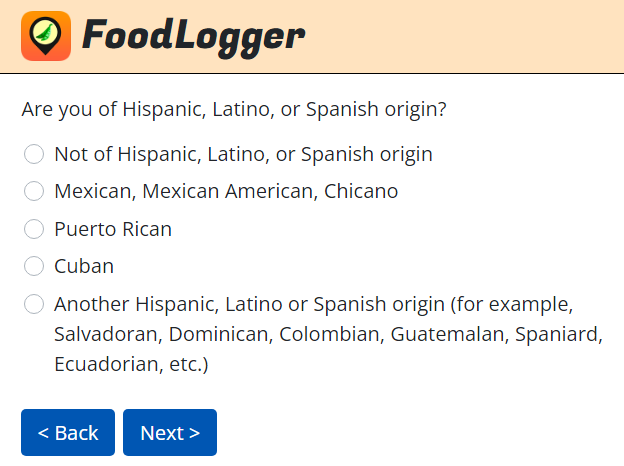 FoodLogger
Are you of Hispanic, Latino, or Spanish origin?
Not of Hispanic, Latino, or Spanish origin
Mexican, Mexican American, Chicano
Puerto Rican
Cuban
Another Hispanic, Latino or Spanish origin (for example,
Salvadoran, Dominican, Colombian, Guatemalan, Spaniard,
Ecuadorian, etc.)
< Back
Next >